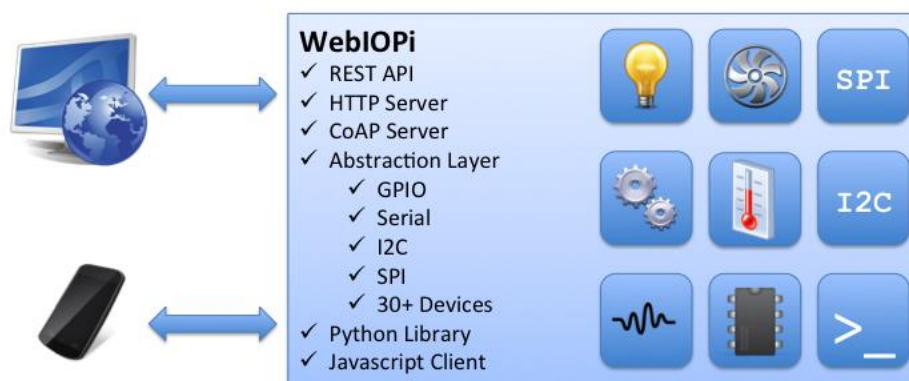 WebIOPi
✓ REST API
✓ HTTP Server
✓ CoAP Server
✓ Abstraction Layer
✓ GPIO
✓ Serial
✓ I2C
✓ SPI
✓ 30+ Devices
✓ Python Library
✓ Javascript Client
SPI
I2C
>_